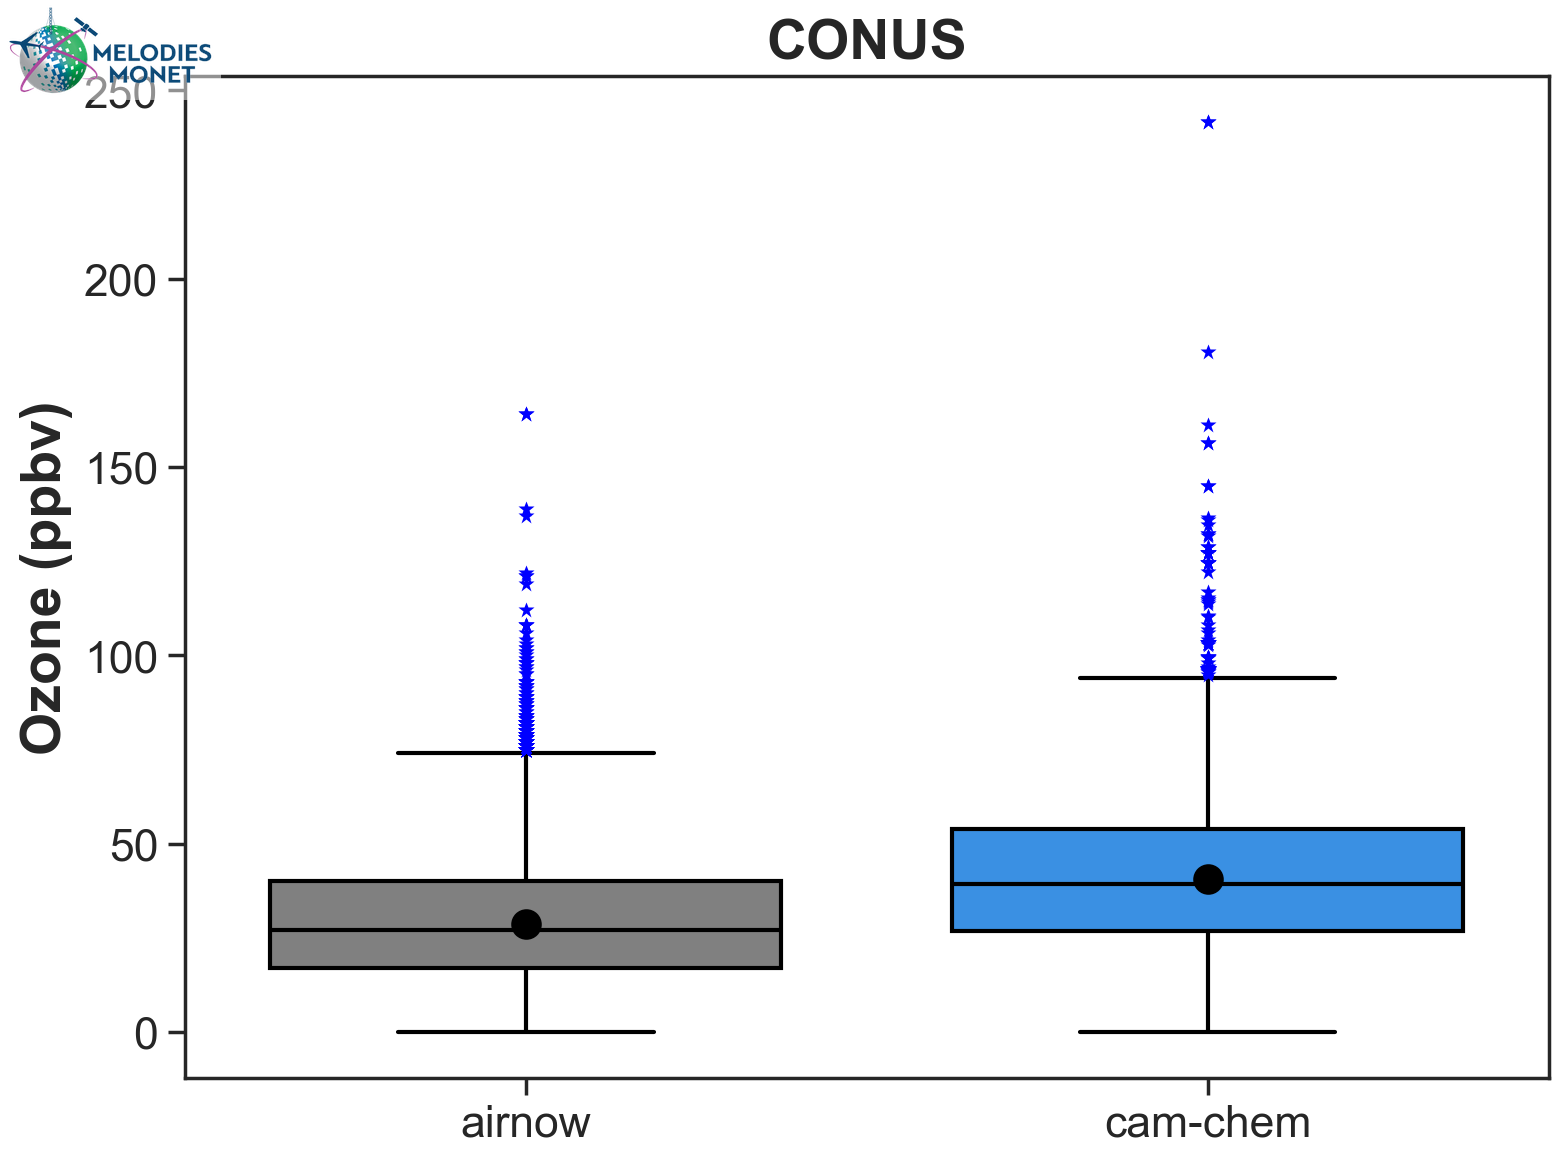 CONUS
MELODIES
MONET
250
200
150
100
50
0
Ozone (ppbv)
airnow
cam-chem